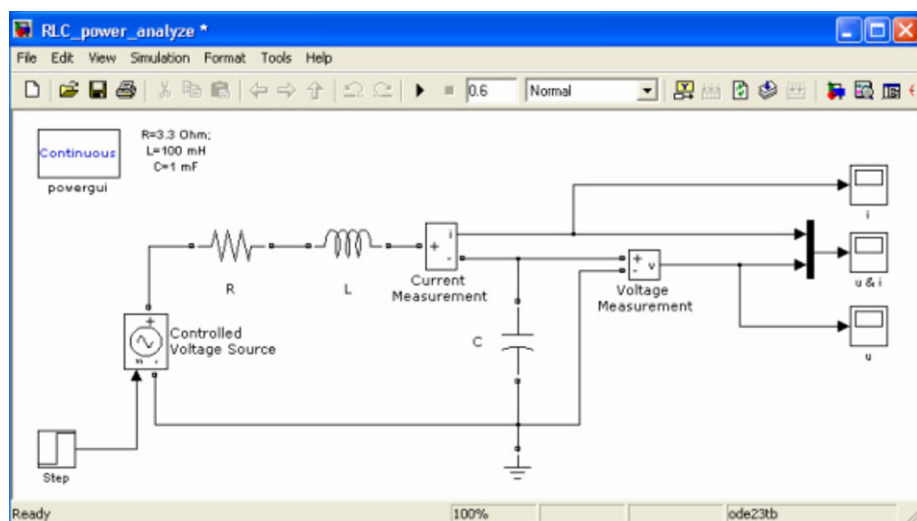 RLC_power_analyze *
File Edit View Simulation Format Tools Help
0.6 Normal
Continuous
powergui
R=3.3 Ohm;
L=100 mH
C=1 mF
i
+ i
-
Current
Measurement
R
L
+ v
-
Voltage
Measurement
u & i
C
u
+
Controlled
Voltage Source
Step
Ready 100% ode23tb